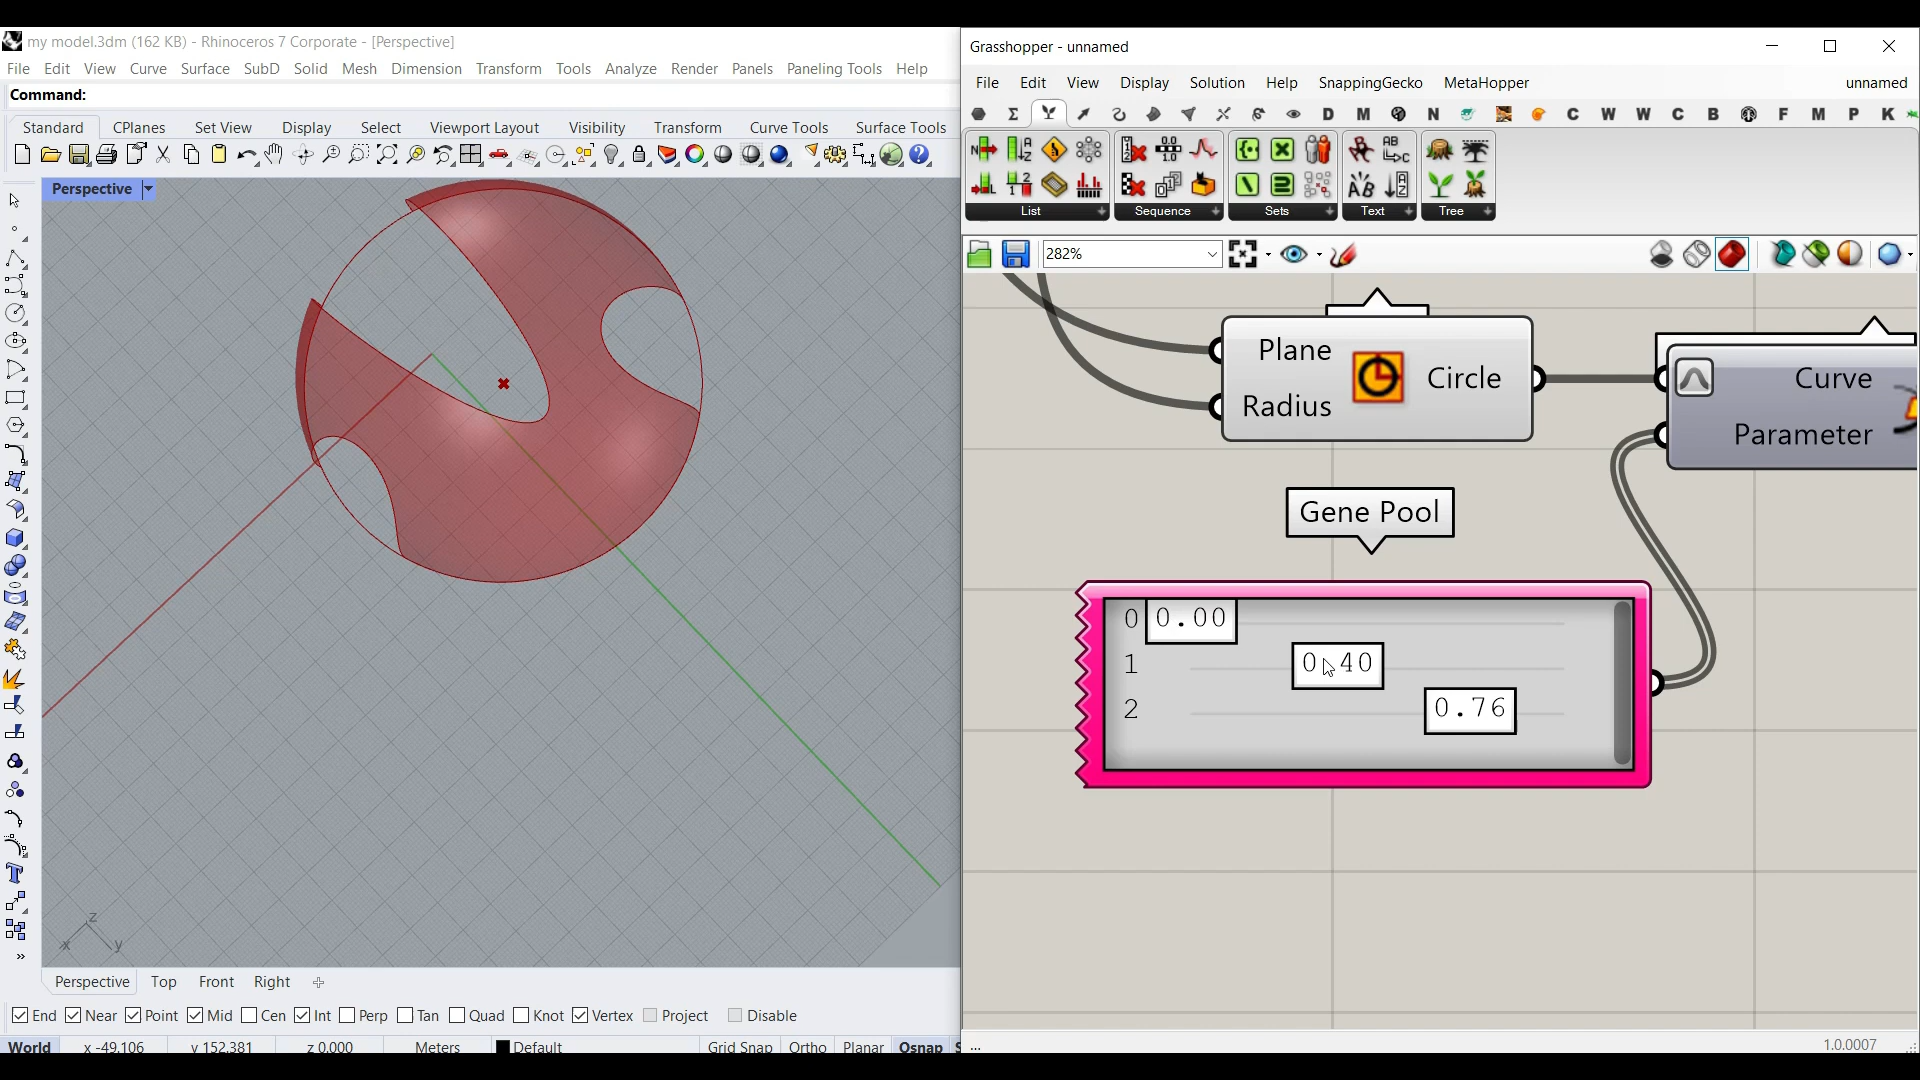 my model.3dm (162 KB) - Rhinoceros 7 Corporate - [Perspective]
File Edit View Curve Surface SubD Solid Mesh Dimension Transform Tools Analyze Render Panels Paneling Tools Help
Command:
Standard CPlanes Set View Display Select Viewport Layout Visibility Transform Curve Tools Surface Tools
Perspective
z
x y
Perspective Top Front Right
End Near Point Mid Cen Int Perp Tan Quad Knot Vertex Project Disable
World x -49.106 y 152.381 z 0.000 Meters Default Grid Snap Ortho Planar Osnap S
Grasshopper - unnamed
File Edit View Display Solution Help SnappingGecko MetaHopper unnamed
D M N C W W C B F M P K
List Sequence Sets Text Tree
282%
Plane
Circle
Radius
Curve
Parameter
Gene Pool
0 0.00
1 0.40
2 0.76
... 1.0.0007